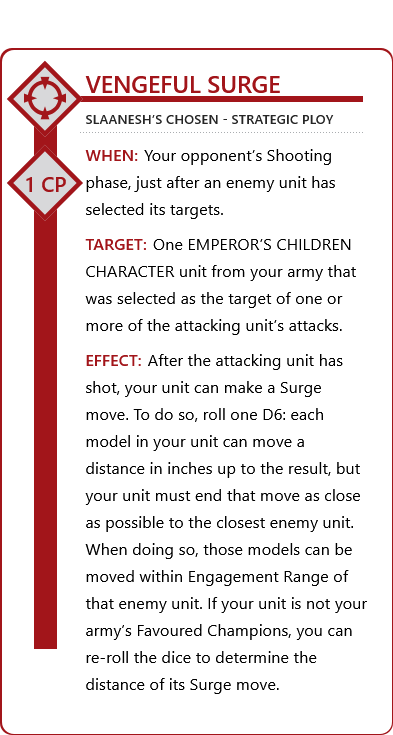 VENGEFUL SURGE
SLAANESH’S CHOSEN - STRATEGIC PLOY
WHEN: Your opponent’s Shooting
1 CP
phase, just after an enemy unit has
selected its targets.
TARGET: One EMPEROR’S CHILDREN
CHARACTER unit from your army that
was selected as the target of one or
more of the attacking unit’s attacks.
EFFECT: After the attacking unit has
shot, your unit can make a Surge
move. To do so, roll one D6: each
model in your unit can move a
distance in inches up to the result, but
your unit must end that move as close
as possible to the closest enemy unit.
When doing so, those models can be
moved within Engagement Range of
that enemy unit. If your unit is not your
army’s Favoured Champions, you can
re-roll the dice to determine the
distance of its Surge move.